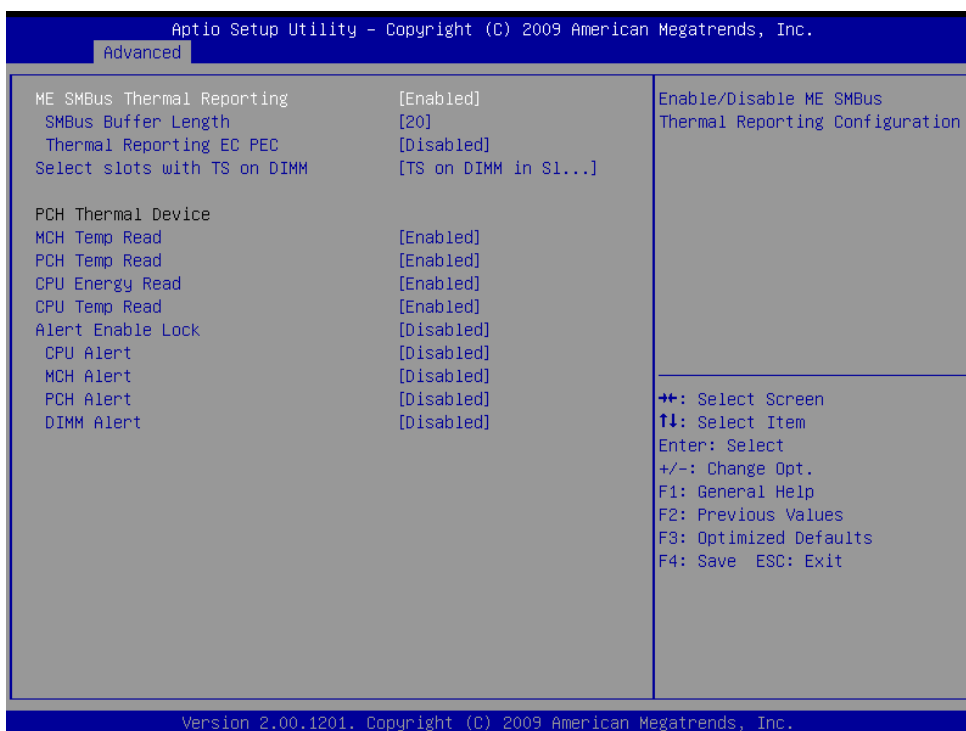 Aptio Setup Utility – Copyright (C) 2009 American Megatrends, Inc.
Advanced
ME SMBus Thermal Reporting [Enabled]
SMBus Buffer Length [20]
Thermal Reporting EC PEC [Disabled]
Select slots with TS on DIMM [TS on DIMM in Sl...]
PCH Thermal Device
MCH Temp Read [Enabled]
PCH Temp Read [Enabled]
CPU Energy Read [Enabled]
CPU Temp Read [Enabled]
Alert Enable Lock [Disabled]
CPU Alert [Disabled]
MCH Alert [Disabled]
PCH Alert [Disabled]
DIMM Alert [Disabled]
Enable/Disable ME SMBus
Thermal Reporting Configuration
→←: Select Screen
↑↓: Select Item
Enter: Select
+/-: Change Opt.
F1: General Help
F2: Previous Values
F3: Optimized Defaults
F4: Save ESC: Exit
Version 2.00.1201. Copyright (C) 2009 American Megatrends, Inc.